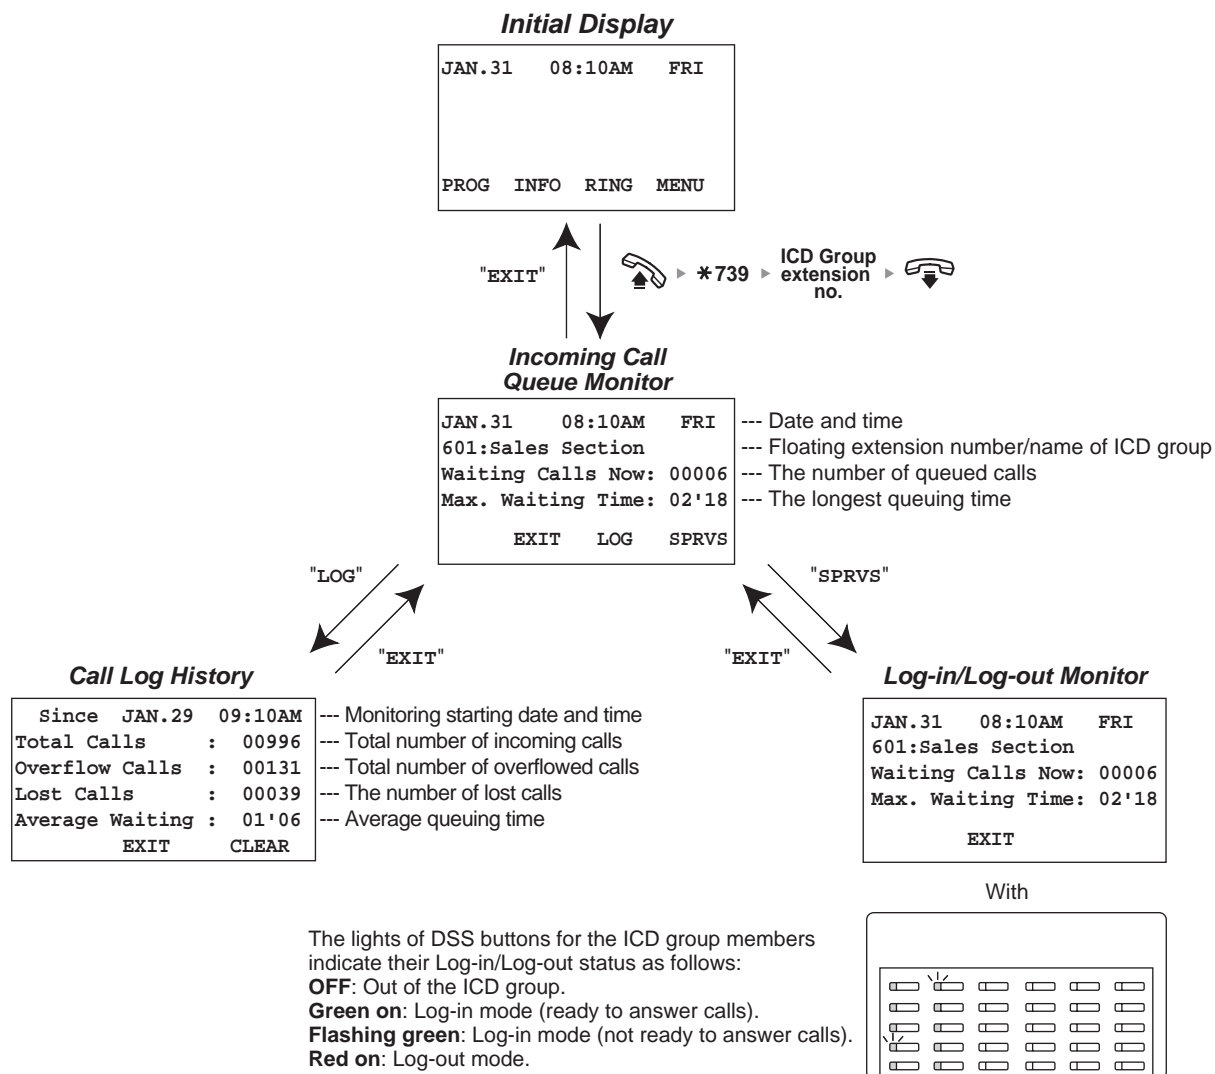 Initial Display
JAN.31 08:10AM FRI
PROG INFO RING MENU
"EXIT"
*739
ICD Group
extension
no.
Incoming Call
Queue Monitor
JAN.31 08:10AM FRI --- Date and time
601:Sales Section --- Floating extension number/name of ICD group
Waiting Calls Now: 00006 --- The number of queued calls
Max. Waiting Time: 02'18 --- The longest queuing time
EXIT LOG SPRVS
"LOG"
"SPRVS"
"EXIT"
"EXIT"
Call Log History
Since JAN.29 09:10AM --- Monitoring starting date and time
Total Calls : 00996 --- Total number of incoming calls
Overflow Calls : 00131 --- Total number of overflowed calls
Lost Calls : 00039 --- The number of lost calls
Average Waiting : 01'06 --- Average queuing time
EXIT CLEAR
Log-in/Log-out Monitor
JAN.31 08:10AM FRI
601:Sales Section
Waiting Calls Now: 00006
Max. Waiting Time: 02'18
EXIT
With
The lights of DSS buttons for the ICD group members
indicate their Log-in/Log-out status as follows:
OFF: Out of the ICD group.
Green on: Log-in mode (ready to answer calls).
Flashing green: Log-in mode (not ready to answer calls).
Red on: Log-out mode.